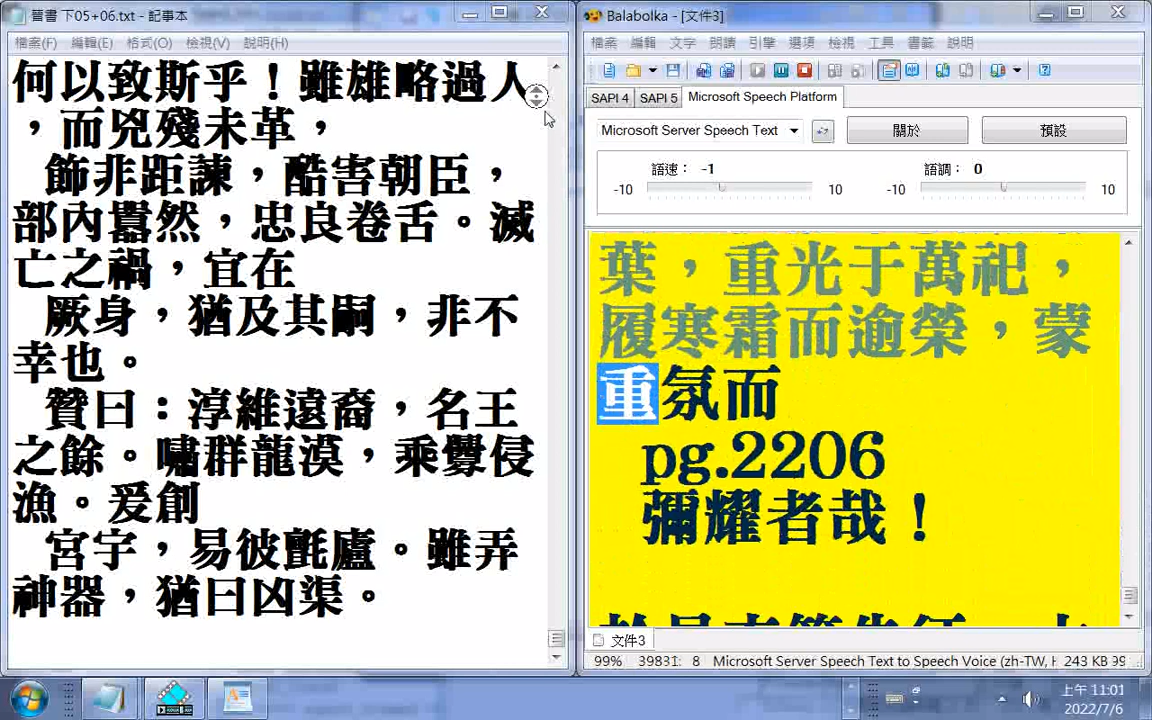 晉書 下05+06.txt - 記事本
檔案(F) 編輯(E) 格式(O) 檢視(V) 說明(H)
何以致斯乎！雖雄略過人
，而兇殘未革，
飾非距諫，酷害朝臣，
部內囂然，忠良卷舌。滅
亡之禍，宜在
厥身，猶及其嗣，非不
幸也。
贊曰：淳維遠裔，名王
之餘。嘯群龍漠，乘釁侵
漁。爰創
宮宇，易彼氈廬。雖弄
神器，猶曰凶渠。
Balabolka - [文件3]
檔案 編輯 文字 朗讀 引擎 選項 檢視 工具 書籤 說明
SAPI 4 SAPI 5 Microsoft Speech Platform
Microsoft Server Speech Text 關於 預設
語速： -1 語調： 0
-10 10 -10 10
葉，重光于萬祀，
履寒霜而逾榮，蒙
重氛而
pg.2206
彌耀者哉！
文件3
99% 39831: 8 Microsoft Server Speech Text to Speech Voice (zh-TW, H 243 KB 99
上午 11:01
2022/7/6